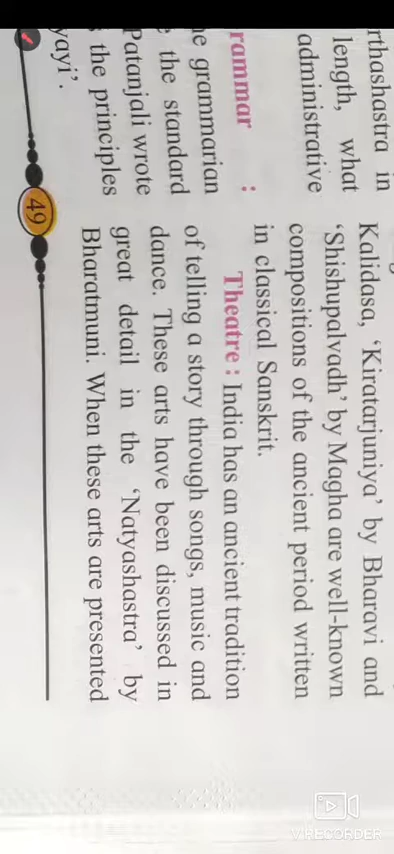 rthashastra in
length, what
administrative
rammar :
he grammarian
the standard
Patanjali wrote
the principles
yayi’.
Kalidasa, ‘Kiratarjuniya’ by Bharavi and
‘Shishupalvadh’ by Magha are well-known
compositions of the ancient period written
in classical Sanskrit.
Theatre : India has an ancient tradition
of telling a story through songs, music and
dance. These arts have been discussed in
great detail in the ‘Natyashastra’ by
Bharatmuni. When these arts are presented
49
V RECORDER